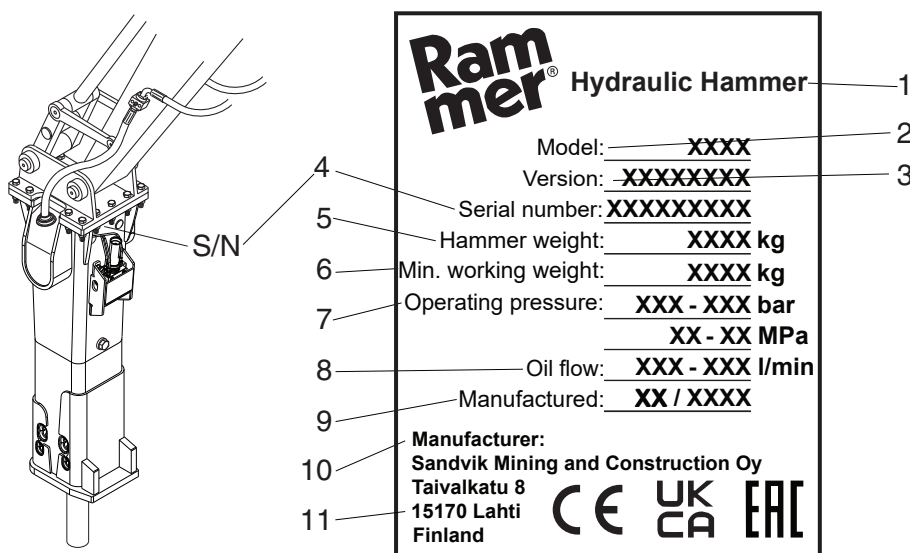 Rammer®
Hydraulic Hammer
1
Model: XXXX
2
Version: XXXXXXXX
3
4
S/N
Serial number: XXXXXXXXX
5
Hammer weight: XXXX kg
6
Min. working weight: XXXX kg
7
Operating pressure: XXX - XXX bar
XX - XX MPa
8
Oil flow: XXX - XXX l/min
9
Manufactured: XX / XXXX
10
Manufacturer:
Sandvik Mining and Construction Oy
Taivalkatu 8
11
15170 Lahti
Finland
CE UKCA EAC